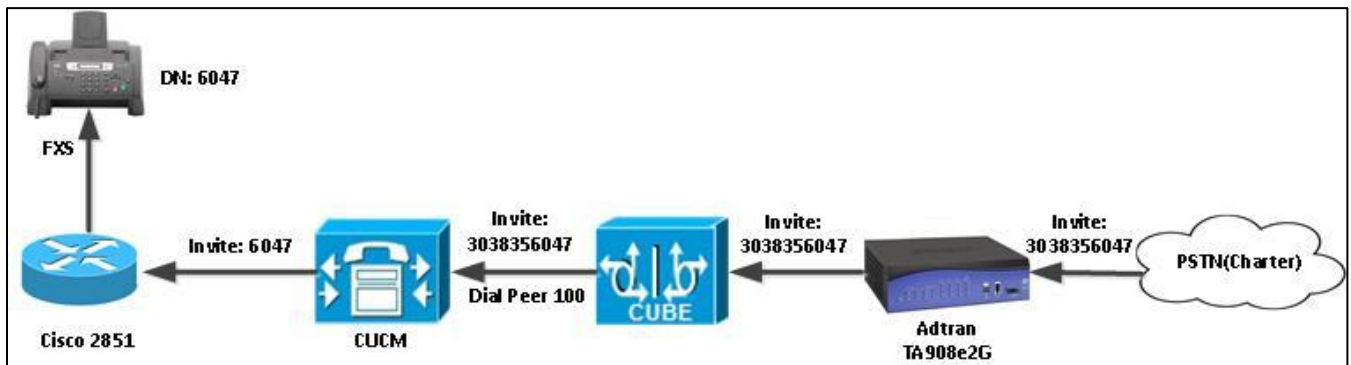 DN: 6047
FXS
Invite: 6047
Invite:
3038356047
Dial Peer 100
Invite:
3038356047
Invite:
3038356047
PSTN(Charter)
CUBE
Cisco 2851
CUCM
Adtran
TA908e2G